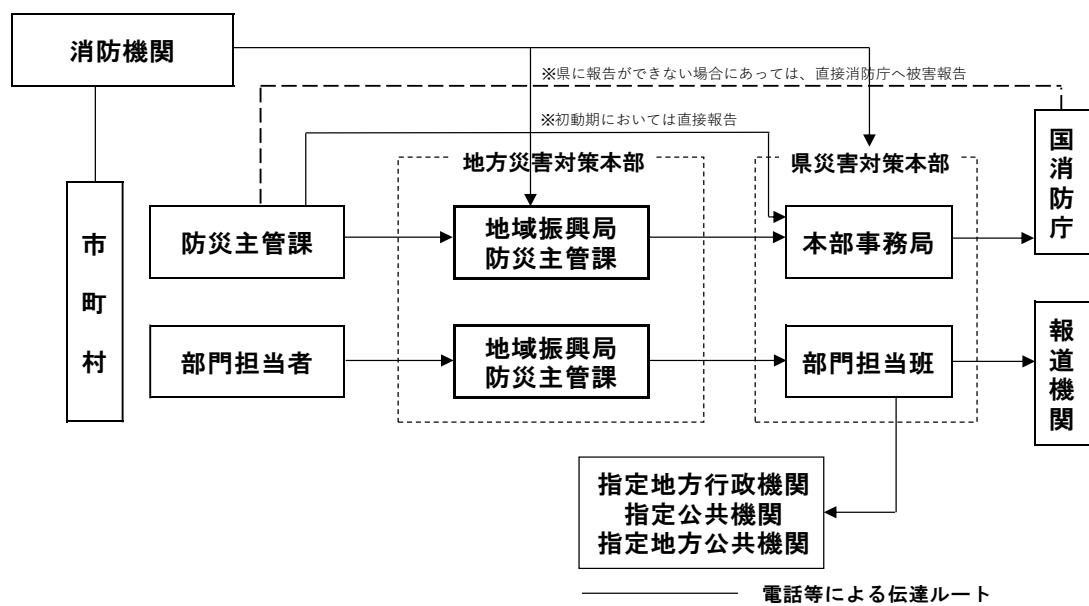 消防機関
※県に報告ができない場合にあっては、直接消防庁へ被害報告
※初動期においては直接報告
地方災害対策本部
県災害対策本部
国消防庁
市町村
防災主管課
地域振興局
防災主管課
本部事務局
部門担当者
地域振興局
防災主管課
部門担当班
報道機関
指定地方行政機関
指定公共機関
指定地方公共機関
電話等による伝達ルート